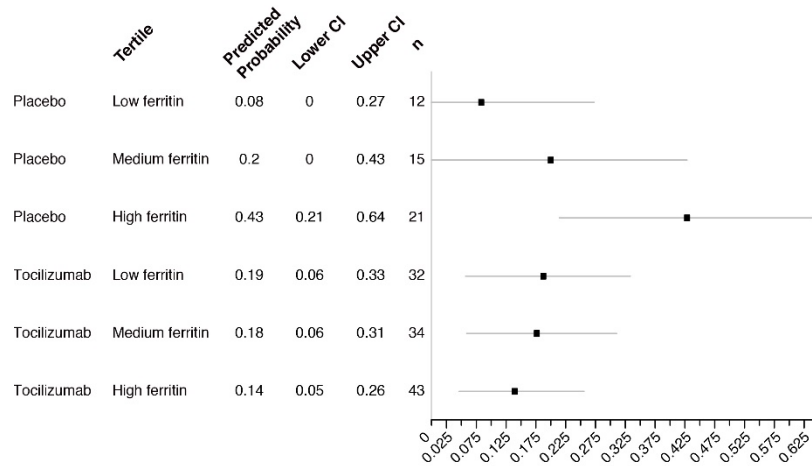 Tertile Predicted Probability Lower CI Upper CI n
Placebo Low ferritin 0.08 0 0.27 12
Placebo Medium ferritin 0.2 0 0.43 15
Placebo High ferritin 0.43 0.21 0.64 21
Tocilizumab Low ferritin 0.19 0.06 0.33 32
Tocilizumab Medium ferritin 0.18 0.06 0.31 34
Tocilizumab High ferritin 0.14 0.05 0.26 43
0 0.025 0.075 0.125 0.175 0.225 0.275 0.325 0.375 0.425 0.475 0.525 0.575 0.625